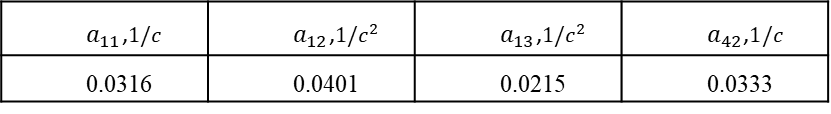 a₁₁,1/c a₁₂,1/c² a₁₃,1/c² a₄₂,1/c
0.0316 0.0401 0.0215 0.0333